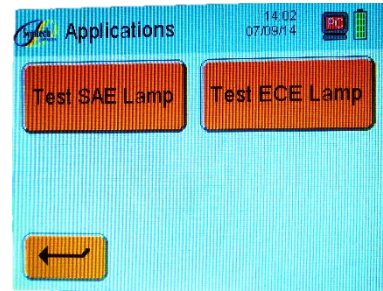 Applications
14:02
07/09/14
PC
Test SAE Lamp
Test ECE Lamp